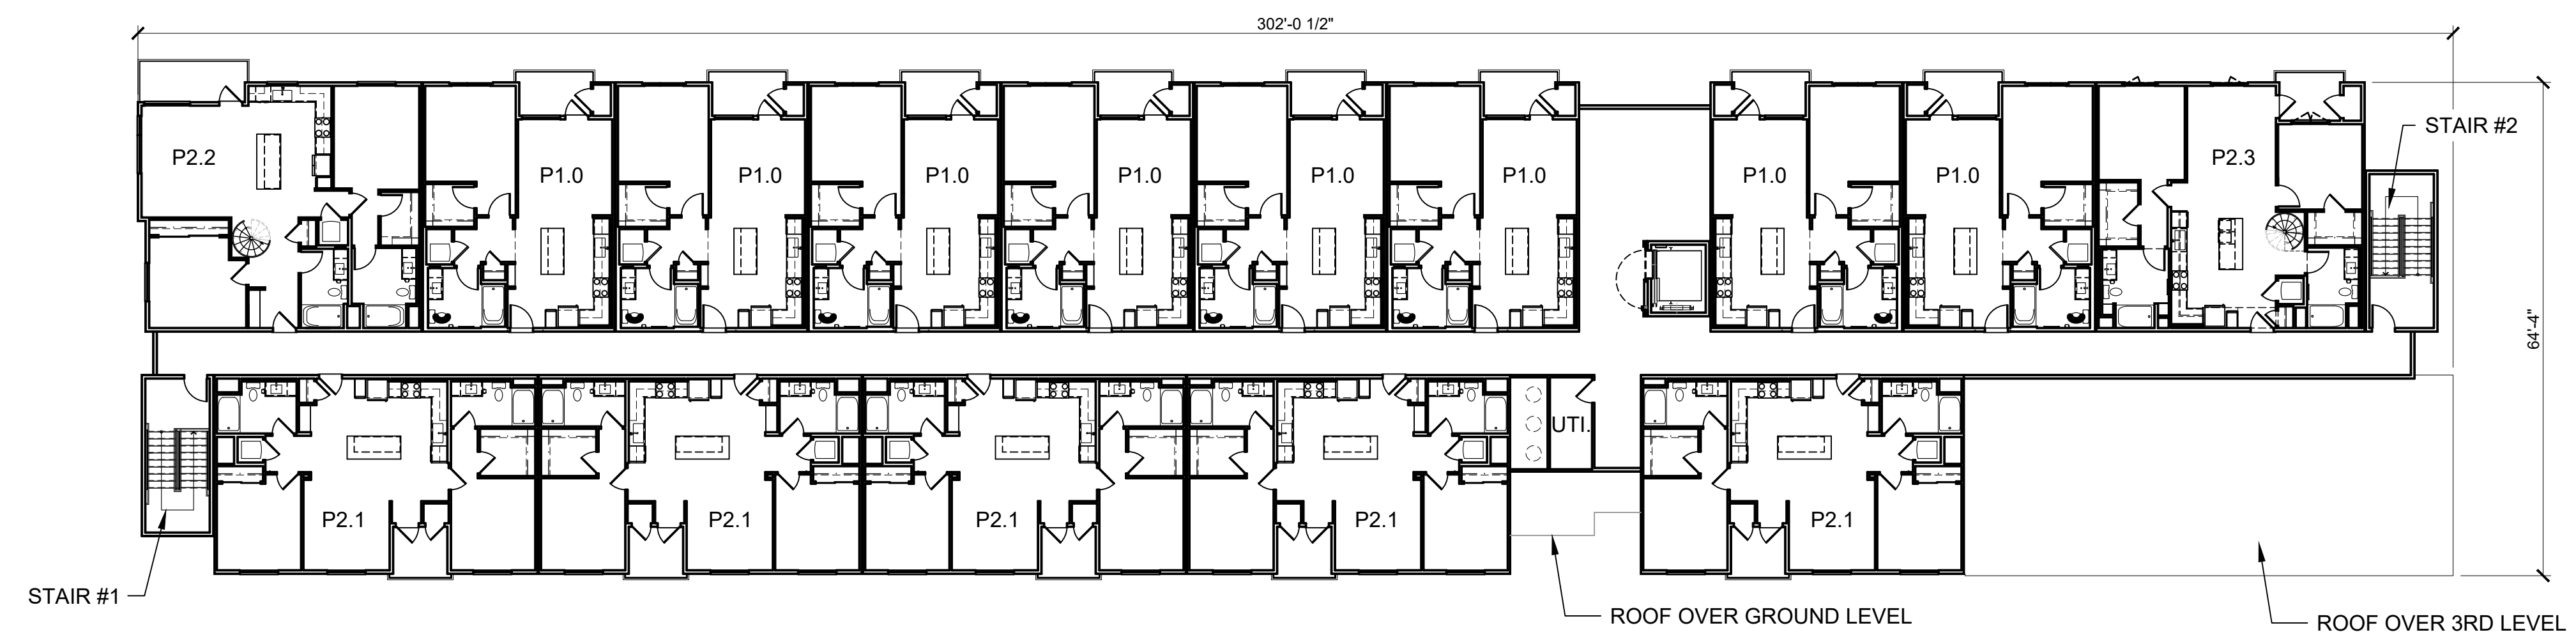 302'-0 1/2"
STAIR #2
P2.2
P2.3
P1.0
P1.0
P1.0
P1.0
P1.0
P1.0
P1.0
P1.0
64'-4"
UTI.
P2.1
P2.1
P2.1
P2.1
P2.1
STAIR #1
ROOF OVER GROUND LEVEL
ROOF OVER 3RD LEVEL